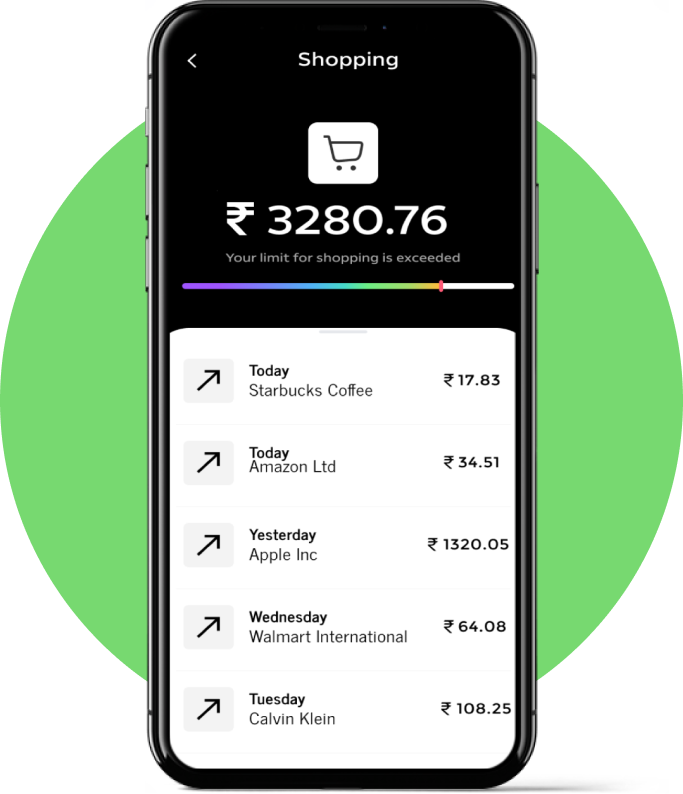 Shopping
₹ 3280.76
Your limit for shopping is exceeded
Today
Starbucks Coffee
₹ 17.83
Today
Amazon Ltd
₹ 34.51
Yesterday
Apple Inc
₹ 1320.05
Wednesday
Walmart International
₹ 64.08
Tuesday
Calvin Klein
₹ 108.25